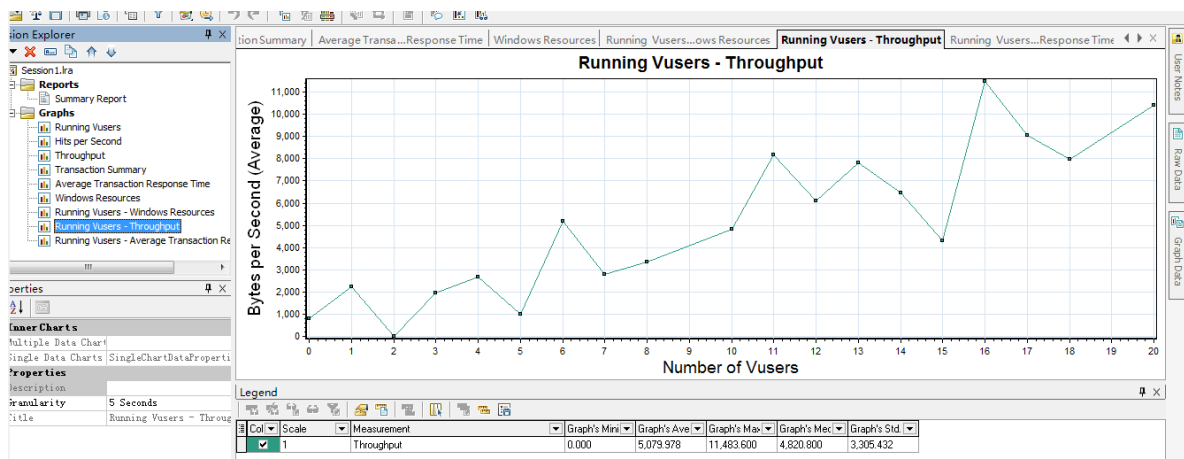 sion Explorer
Session1.lra
Reports
Summary Report
Graphs
Running Vusers
Hits per Second
Throughput
Transaction Summary
Average Transaction Response Time
Windows Resources
Running Vusers - Windows Resources
Running Vusers - Throughput
Running Vusers - Average Transaction Re
perties
Inner Charts
Multiple Data Chart
Single Data Charts SingleChartDataProperti
Properties
Description
Granularity 5 Seconds
Title Running Vusers - Throug
tion Summary Average Transa...Response Time Windows Resources Running Vusers...ows Resources Running Vusers - Throughput Running Vusers...Response Time
Running Vusers - Throughput
Bytes per Second (Average)
11,000
10,000
9,000
8,000
7,000
6,000
5,000
4,000
3,000
2,000
1,000
0
0 1 2 3 4 5 6 7 8 9 10 11 12 13 14 15 16 17 18 19 20
Number of Vusers
Legend
Col Scale Measurement Graph's Mini Graph's Ave Graph's Max Graph's Med Graph's Std.
1 Throughput 0.000 5,079.978 11,483.600 4,820.800 3,305.432
User Notes
Raw Data
Graph Data